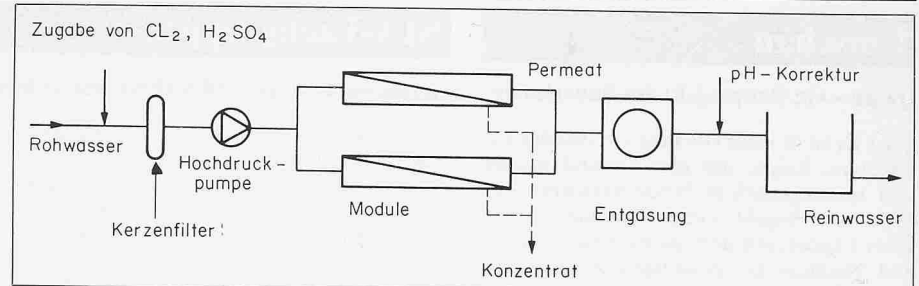 Zugabe von CL₂, H₂SO₄
Permeat
pH-Korrektur
Rohwasser
Hochdruck-
pumpe
Module
Entgasung
Reinwasser
Kerzenfilter
Konzentrat